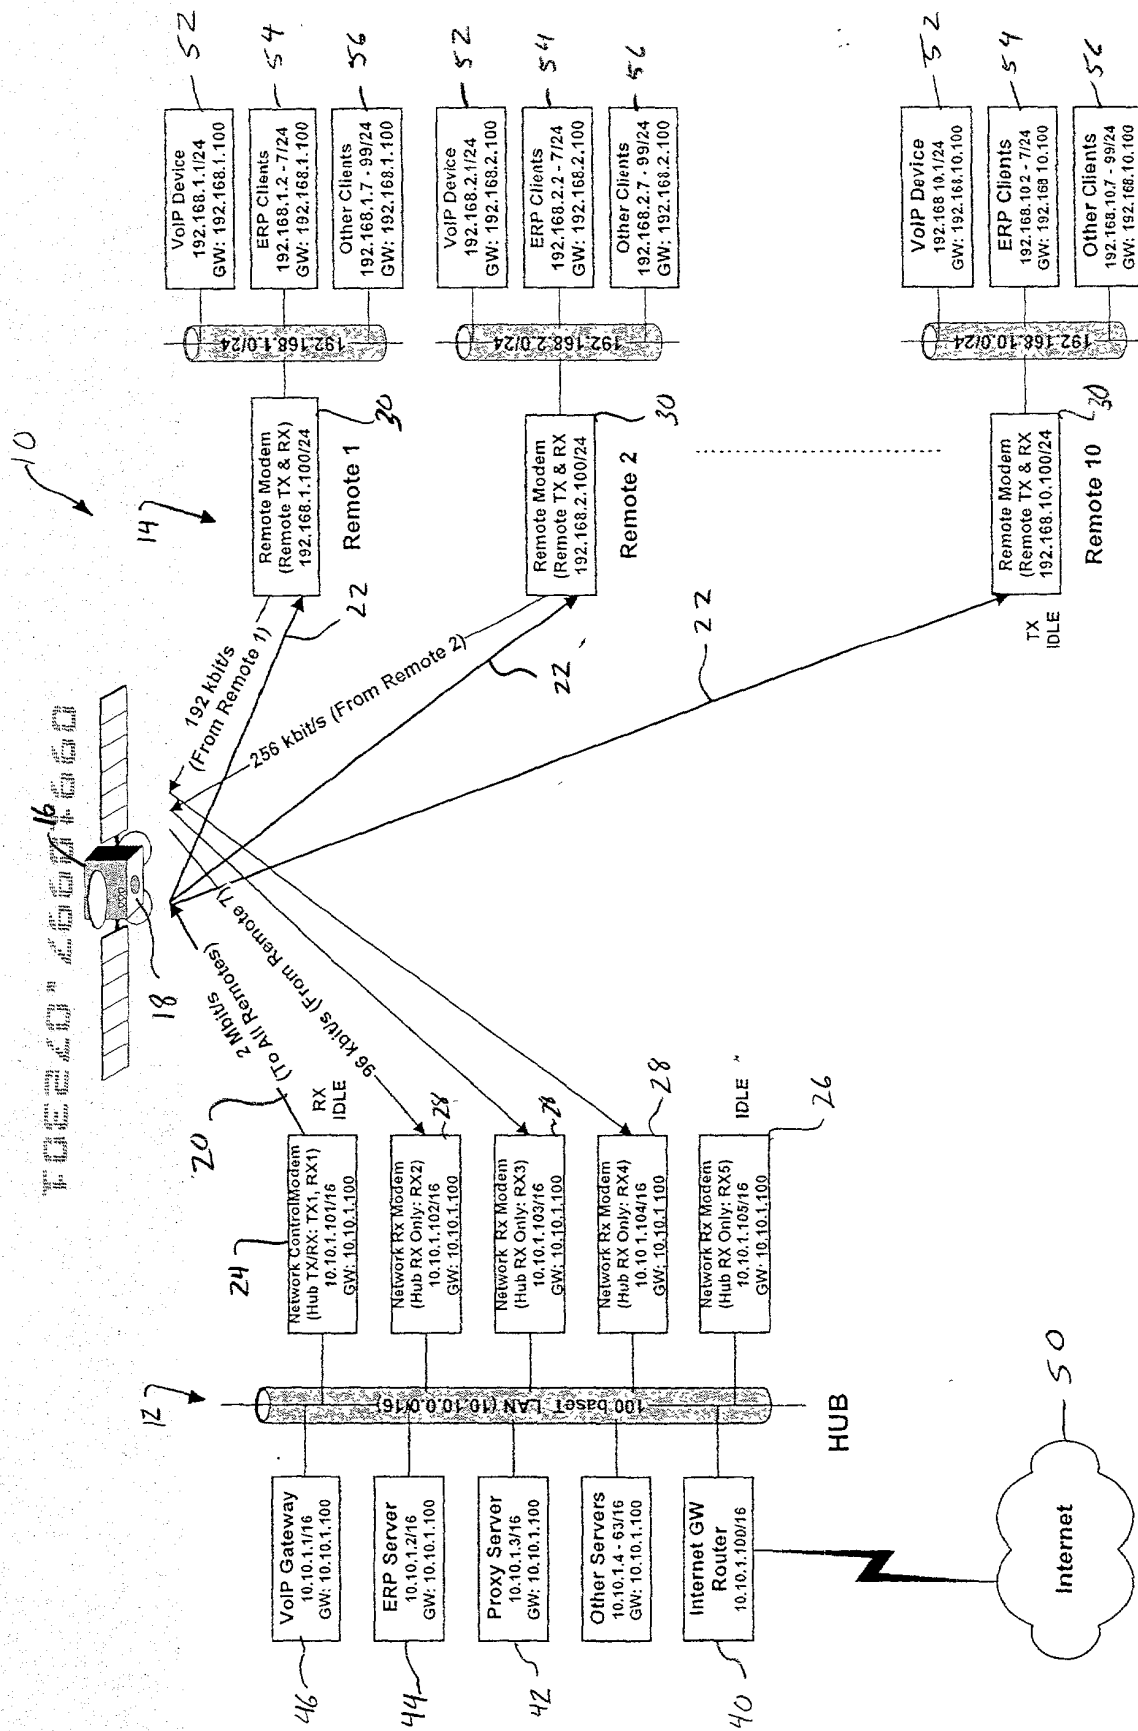 10
12
14
16
18
20
2 Mbit/s
(To All Remotes)
96 kbit/s (From Remote 7)
192 kbit/s
(From Remote 1)
256 kbit/s (From Remote 2)
22
22
22
46
VoIP Gateway
10.10.1.1/16
GW: 10.10.1.100
44
ERP Server
10.10.1.2/16
GW: 10.10.1.100
42
Proxy Server
10.10.1.3/16
GW: 10.10.1.100
Other Servers
10.10.1.4 - 63/16
GW: 10.10.1.100
40
Internet GW
Router
10.10.1.100/16
100 baseT LAN (10.10.0.0/16)
HUB
Internet
50
24
Network ControlModem
(Hub TX/RX: TX1, RX1)
10.10.1.101/16
GW: 10.10.1.100
RX
IDLE
Network Rx Modem
(Hub RX Only: RX2)
10.10.1.102/16
GW: 10.10.1.100
28
Network Rx Modem
(Hub RX Only: RX3)
10.10.1.103/16
GW: 10.10.1.100
28
Network Rx Modem
(Hub RX Only: RX4)
10.10.1.104/16
GW: 10.10.1.100
28
Network Rx Modem
(Hub RX Only: RX5)
10.10.1.105/16
GW: 10.10.1.100
IDLE
26
Remote Modem
(Remote TX & RX)
192.168.1.100/24
30
Remote 1
192.168.1.0/24
VoIP Device
192.168.1.1/24
GW: 192.168.1.100
52
ERP Clients
192.168.1.2 - 7/24
GW: 192.168.1.100
54
Other Clients
192.168.1.7 - 99/24
GW: 192.168.1.100
56
Remote Modem
(Remote TX & RX
192.168.2.100/24
30
Remote 2
192.168.2.0/24
VoIP Device
192.168.2.1/24
GW: 192.168.2.100
52
ERP Clients
192.168.2.2 - 7/24
GW: 192.168.2.100
54
Other Clients
192.168.2.7 - 99/24
GW: 192.168.2.100
56
Remote Modem
(Remote TX & RX
192.168.10.100/24
30
TX
IDLE
Remote 10
192.168.10.0/24
VoIP Device
192.168 10.1/24
GW: 192.168.10.100
52
ERP Clients
192.168 10 2 - 7/24
GW: 192.168 10.100
54
Other Clients
192.168.10.7 - 99/24
GW: 192.168.10.100
56